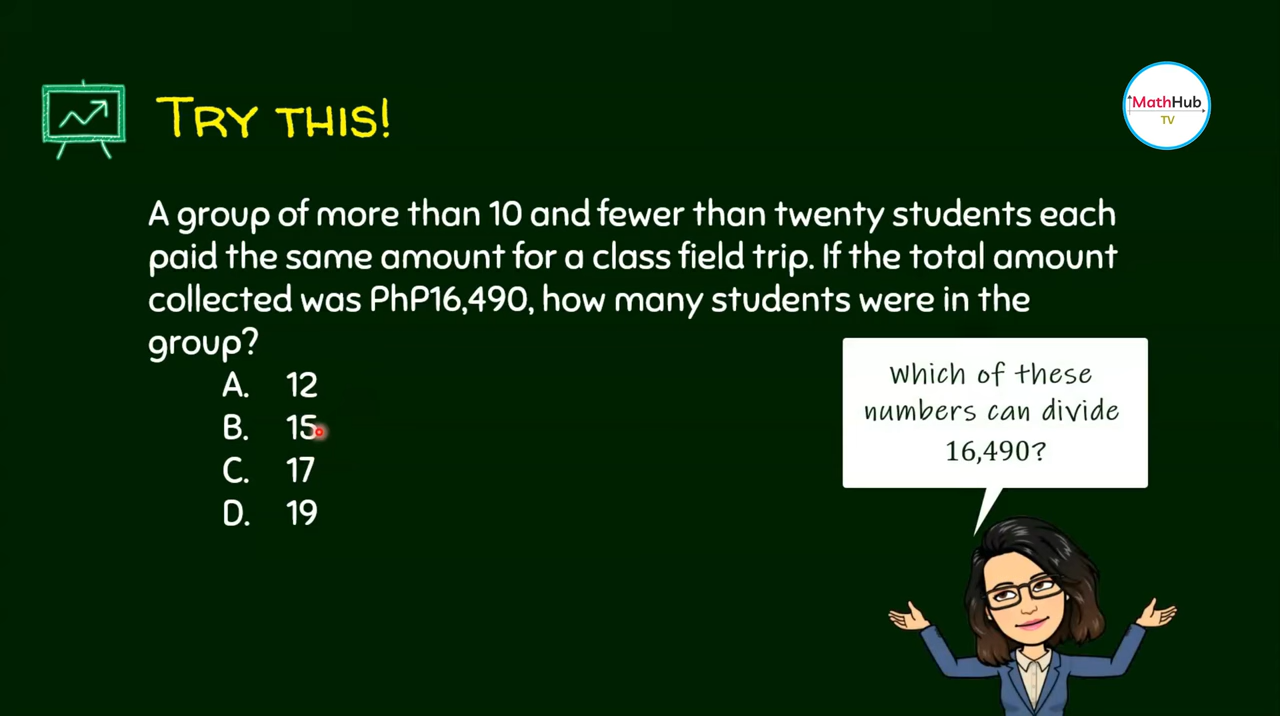 MathHub
TV
TRY THIS!
A group of more than 10 and fewer than twenty students each
paid the same amount for a class field trip. If the total amount
collected was PhP16,490, how many students were in the
group?
A. 12
B. 15
C. 17
D. 19
Which of these
numbers can divide
16,490?